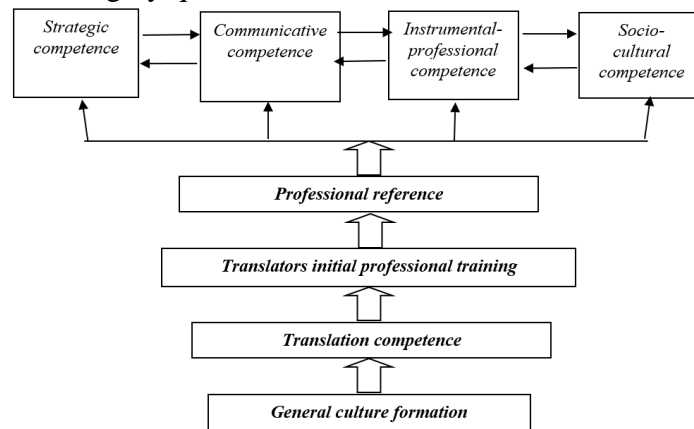 Strategic
competence
Communicative
competence
Instrumental-
professional
competence
Socio-
cultural
competence
Professional reference
Translators initial professional training
Translation competence
General culture formation